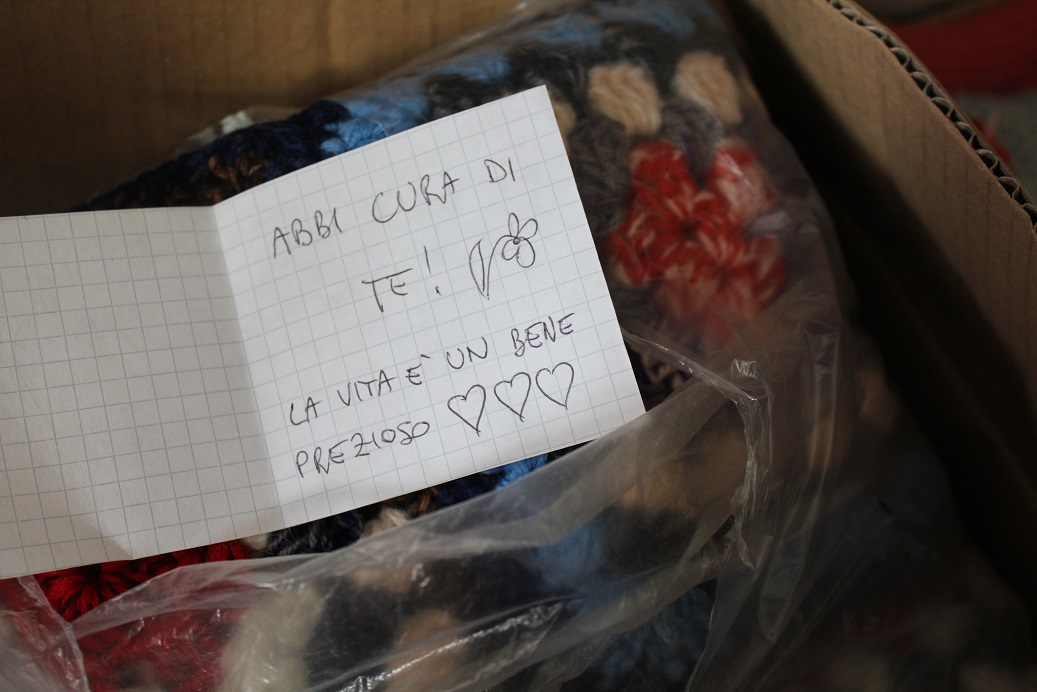 ABBI CURA DI
TE!
LA VITA È UN BENE
PREZIOSO